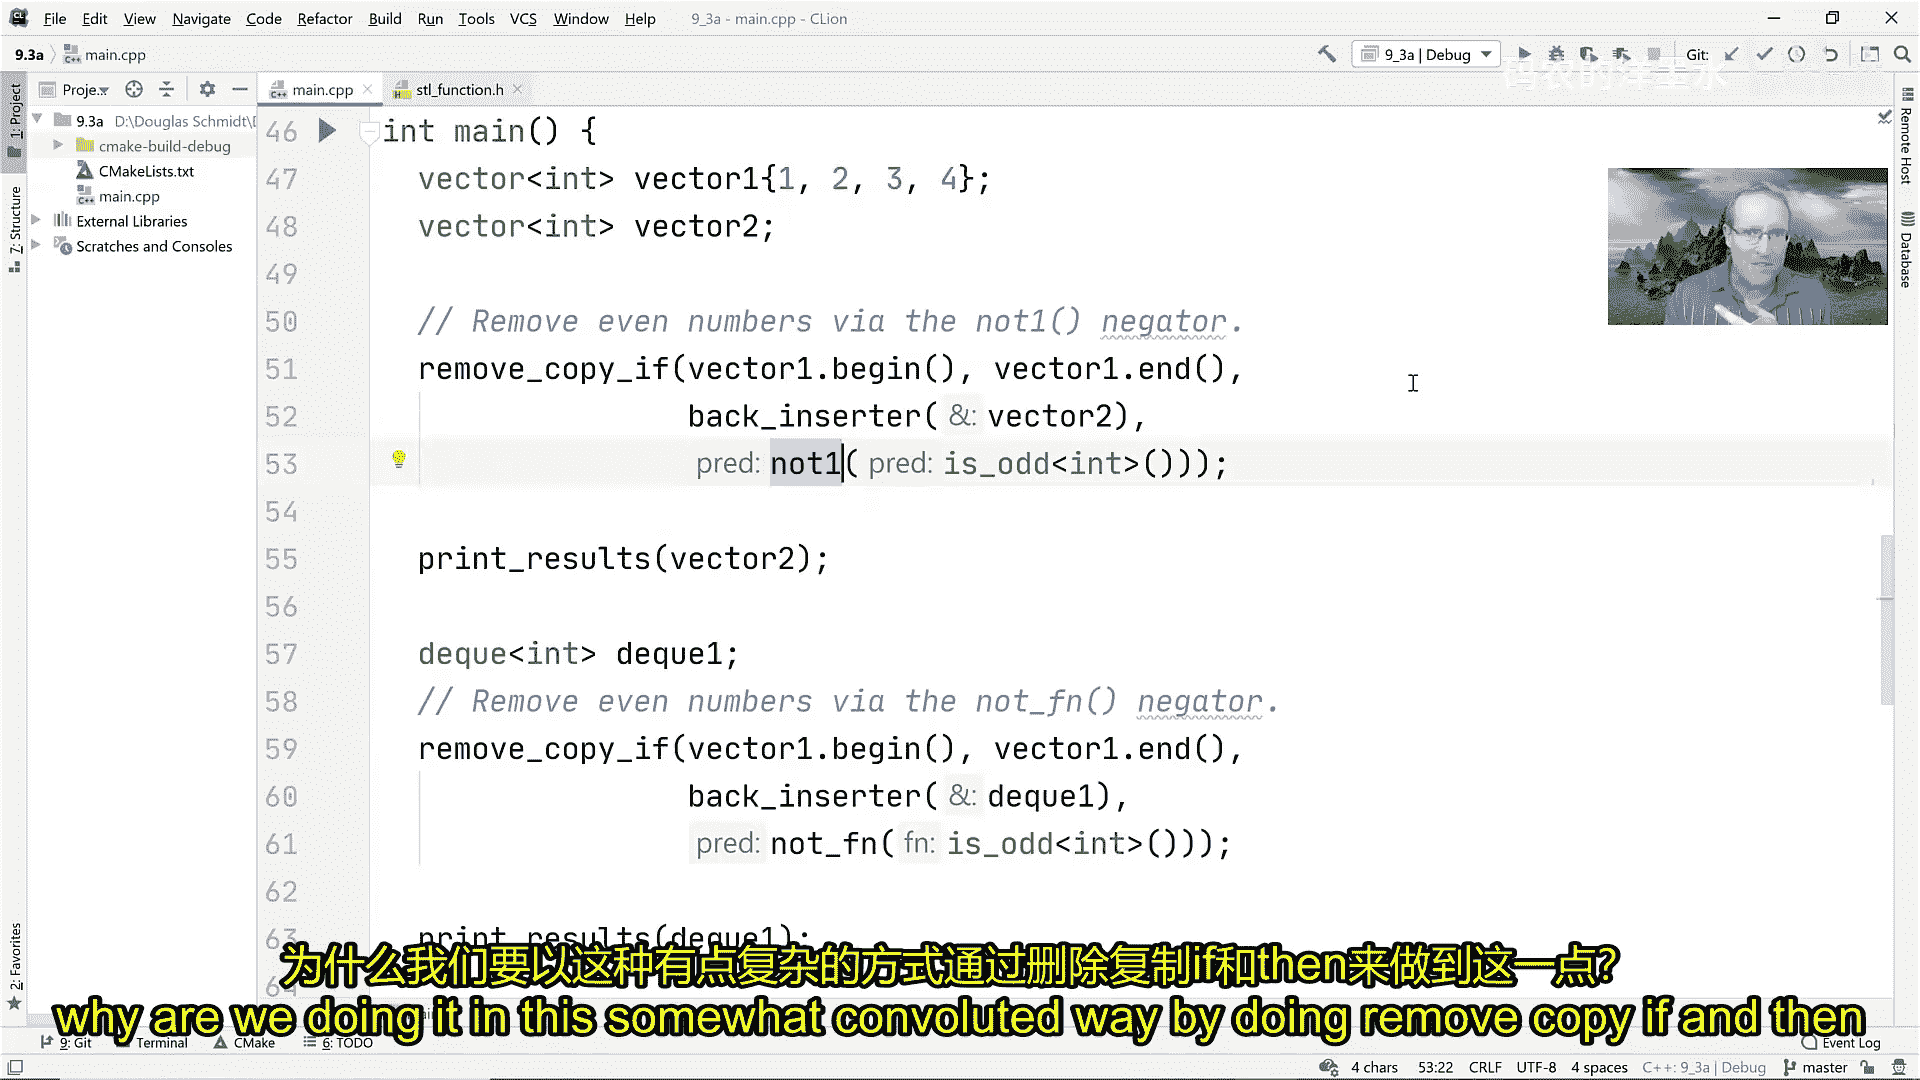 File Edit View Navigate Code Refactor Build Run Tools VCS Window Help 9_3a - main.cpp - CLion
9.3a main.cpp 9_3a | Debug Git:
码农的洋墨水
1: Project
Proje... main.cpp stl_function.h
9.3a D:\Douglas Schmidt\
cmake-build-debug
CMakeLists.txt
main.cpp
External Libraries
Scratches and Consoles
7: Structure
2: Favorites
Remote Host
Database
46 int main() {
47 vector<int> vector1{1, 2, 3, 4};
48 vector<int> vector2;
49
50 // Remove even numbers via the not1() negator.
51 remove_copy_if(vector1.begin(), vector1.end(),
52 back_inserter( &: vector2),
53 pred: not1( pred: is_odd<int>()));
54
55 print_results(vector2);
56
57 deque<int> deque1;
58 // Remove even numbers via the not_fn() negator.
59 remove_copy_if(vector1.begin(), vector1.end(),
60 back_inserter( &: deque1),
61 pred: not_fn( fn: is_odd<int>()));
62
63 print_results(deque1);
为什么我们要以这种有点复杂的方式通过删除复制if和then来做到这一点?
why are we doing it in this somewhat convoluted way by doing remove copy if and then
9: Git Terminal CMake 6: TODO Event Log
4 chars 53:22 CRLF UTF-8 4 spaces C++: 9_3a | Debug master